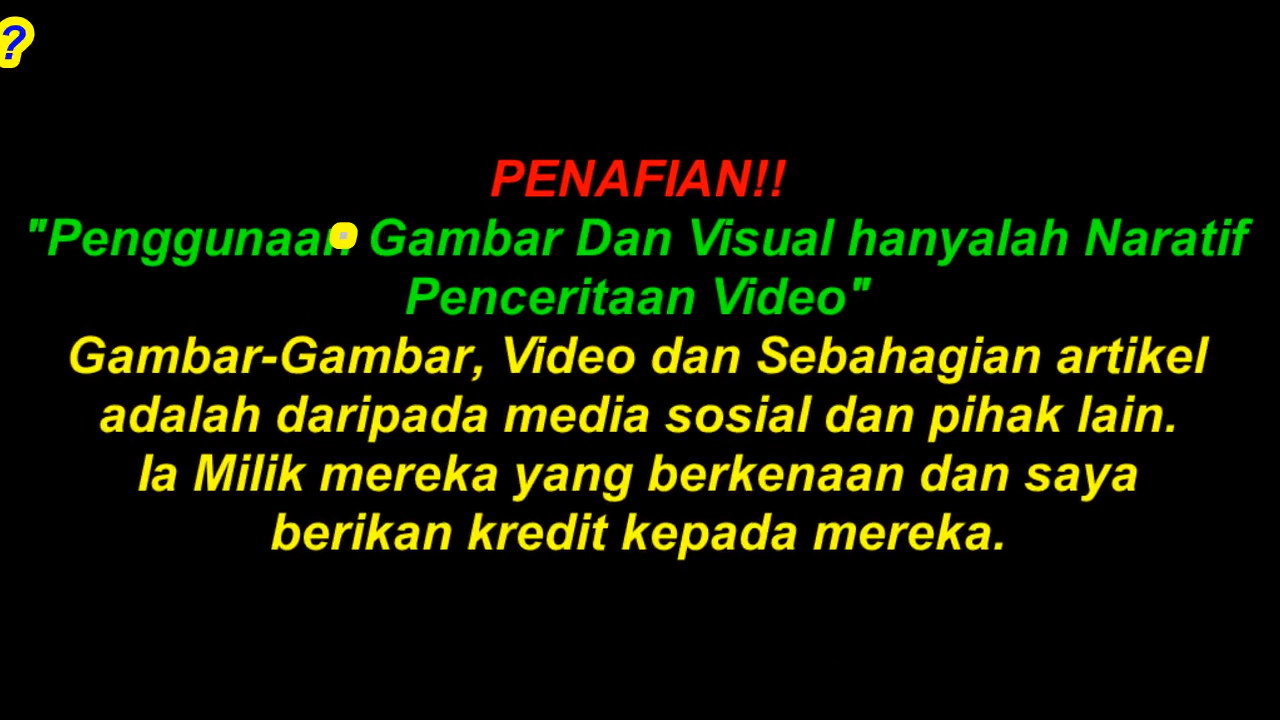 ?
PENAFIAN!!
"Penggunaan Gambar Dan Visual hanyalah Naratif
Penceritaan Video"
Gambar-Gambar, Video dan Sebahagian artikel
adalah daripada media sosial dan pihak lain.
Ia Milik mereka yang berkenaan dan saya
berikan kredit kepada mereka.